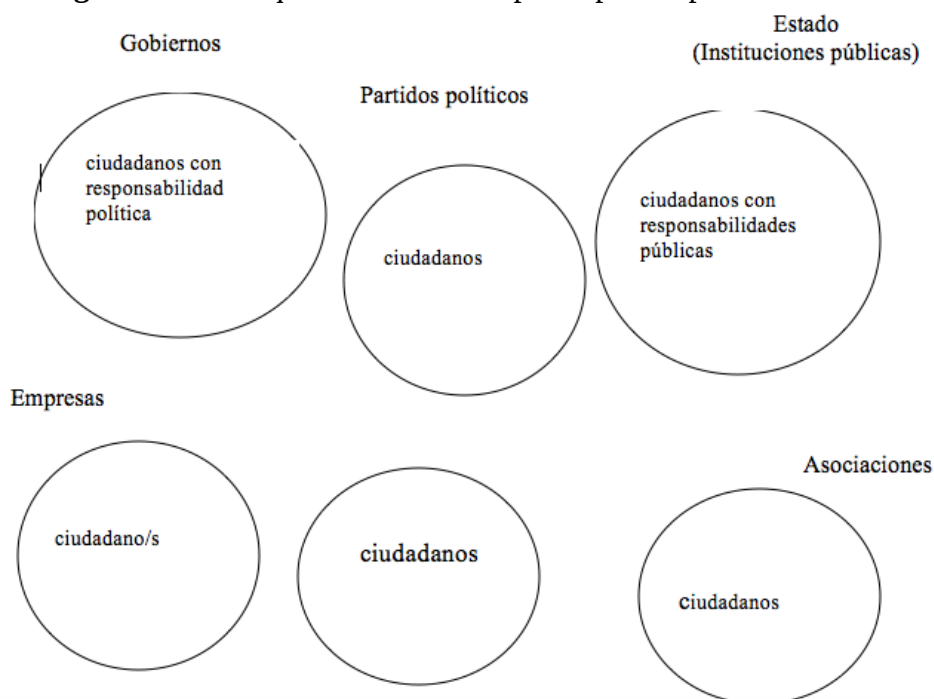 Gobiernos
Estado
(Instituciones públicas)
Partidos políticos
ciudadanos con
responsabilidad
política
ciudadanos
ciudadanos con
responsabilidades
públicas
Empresas
Asociaciones
ciudadano/s
ciudadanos
ciudadanos